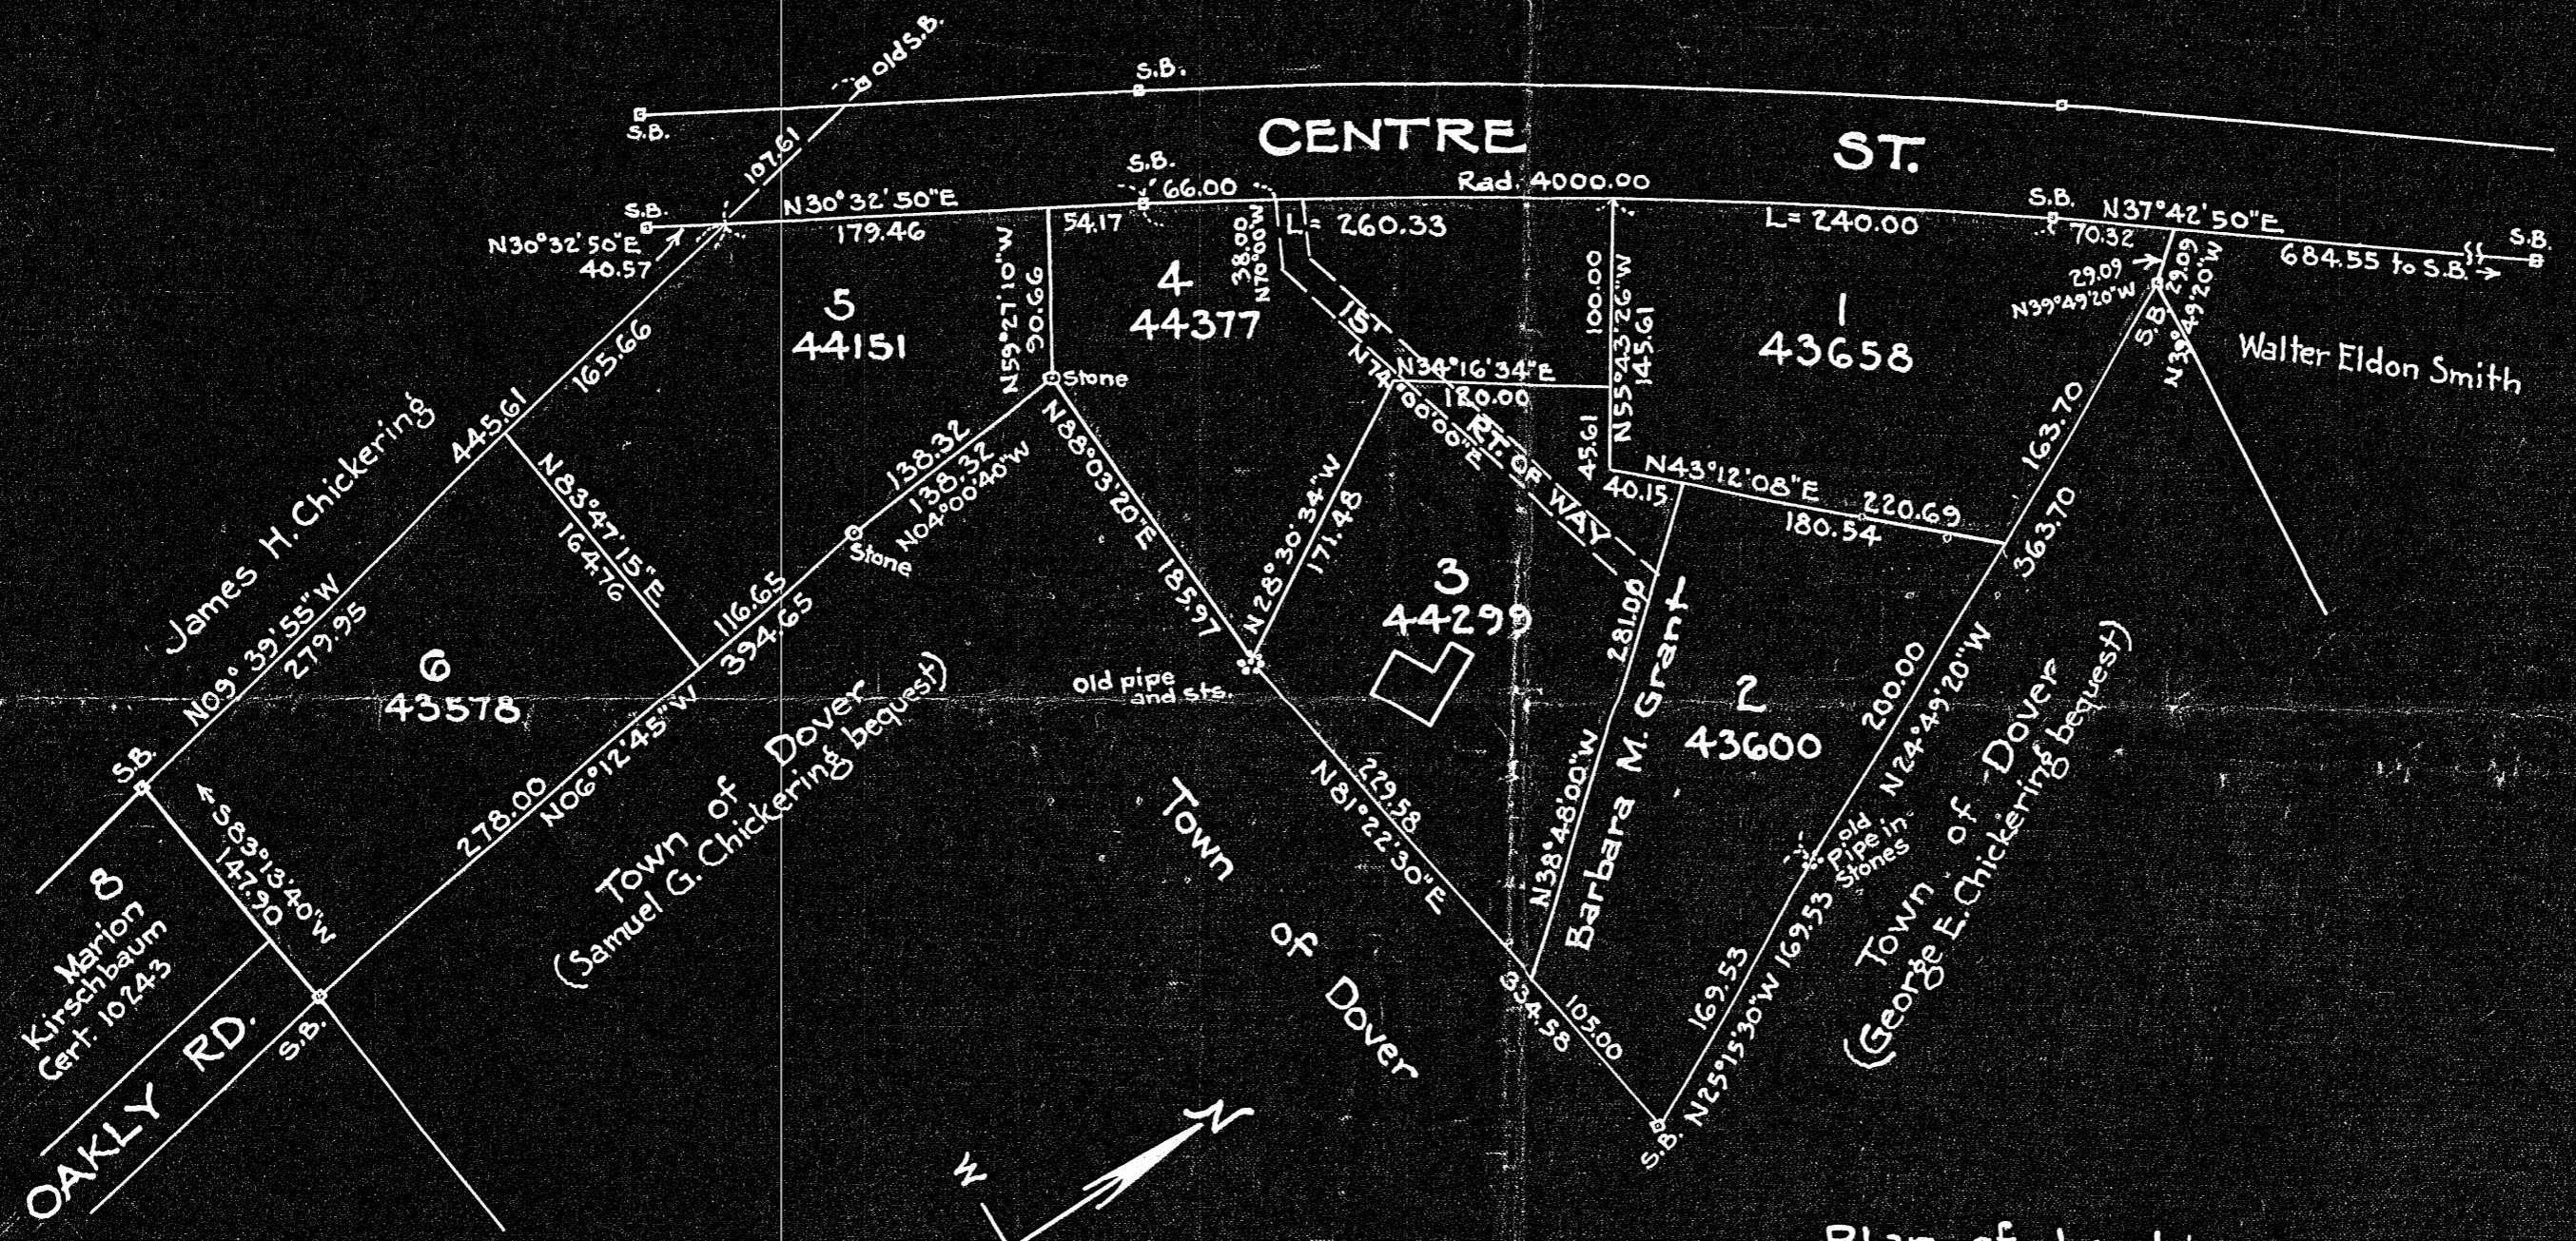 old S.B.
S.B.
S.B.
107.61
CENTRE ST.
S.B.
66.00
Rad. 4000.00
S.B.
N30°32'50"E
179.46
S.B.
N30°32'50"E
40.57
54.17
L= 260.33
L= 240.00
S.B.
N37°42'50"E
70.32
684.55 to S.B.
S.B.
29.09
N39°49'20"W
29.09
N39°49'20"W
S.B.
Walter Eldon Smith
5
44151
N59°27'10"W
90.66
Stone
4
44377
38.00
N70°00'W
15'
RT. OF WAY
N74°00'00"E
N34°16'34"E
180.00
100.00
N55°43'26"W
145.61
45.61
1
43658
N43°12'08"E
40.15
220.69
180.54
163.70
363.70
165.66
445.61
James H. Chickering
N09°39'55"W
279.95
N83°47'15"E
164.76
138.32
138.32
N04°00'40"W
Stone
N88°03'20"E 185.97
N28°30'34"W
171.48
3
44299
281.00
N38°48'00"W
Barbara M. Grant
2
43600
200.00
N24°49'20"W
Town of Dover
(George E. Chickering bequest)
6
43578
116.65
394.65
N06°12'45"W
278.00
Town of Dover
(Samuel G. Chickering bequest)
old pipe
and sts.
229.58
N81°22'30"E
Town of Dover
334.58
105.00
old
Pipe in
Stones
169.53
N25°15'30"W 169.53
S.B.
S.B.
S83°13'40"W
147.90
8
Marion
Kirschbaum
Cert. 10243
S.B.
OAKLY RD.
N
W
Plan of Land in